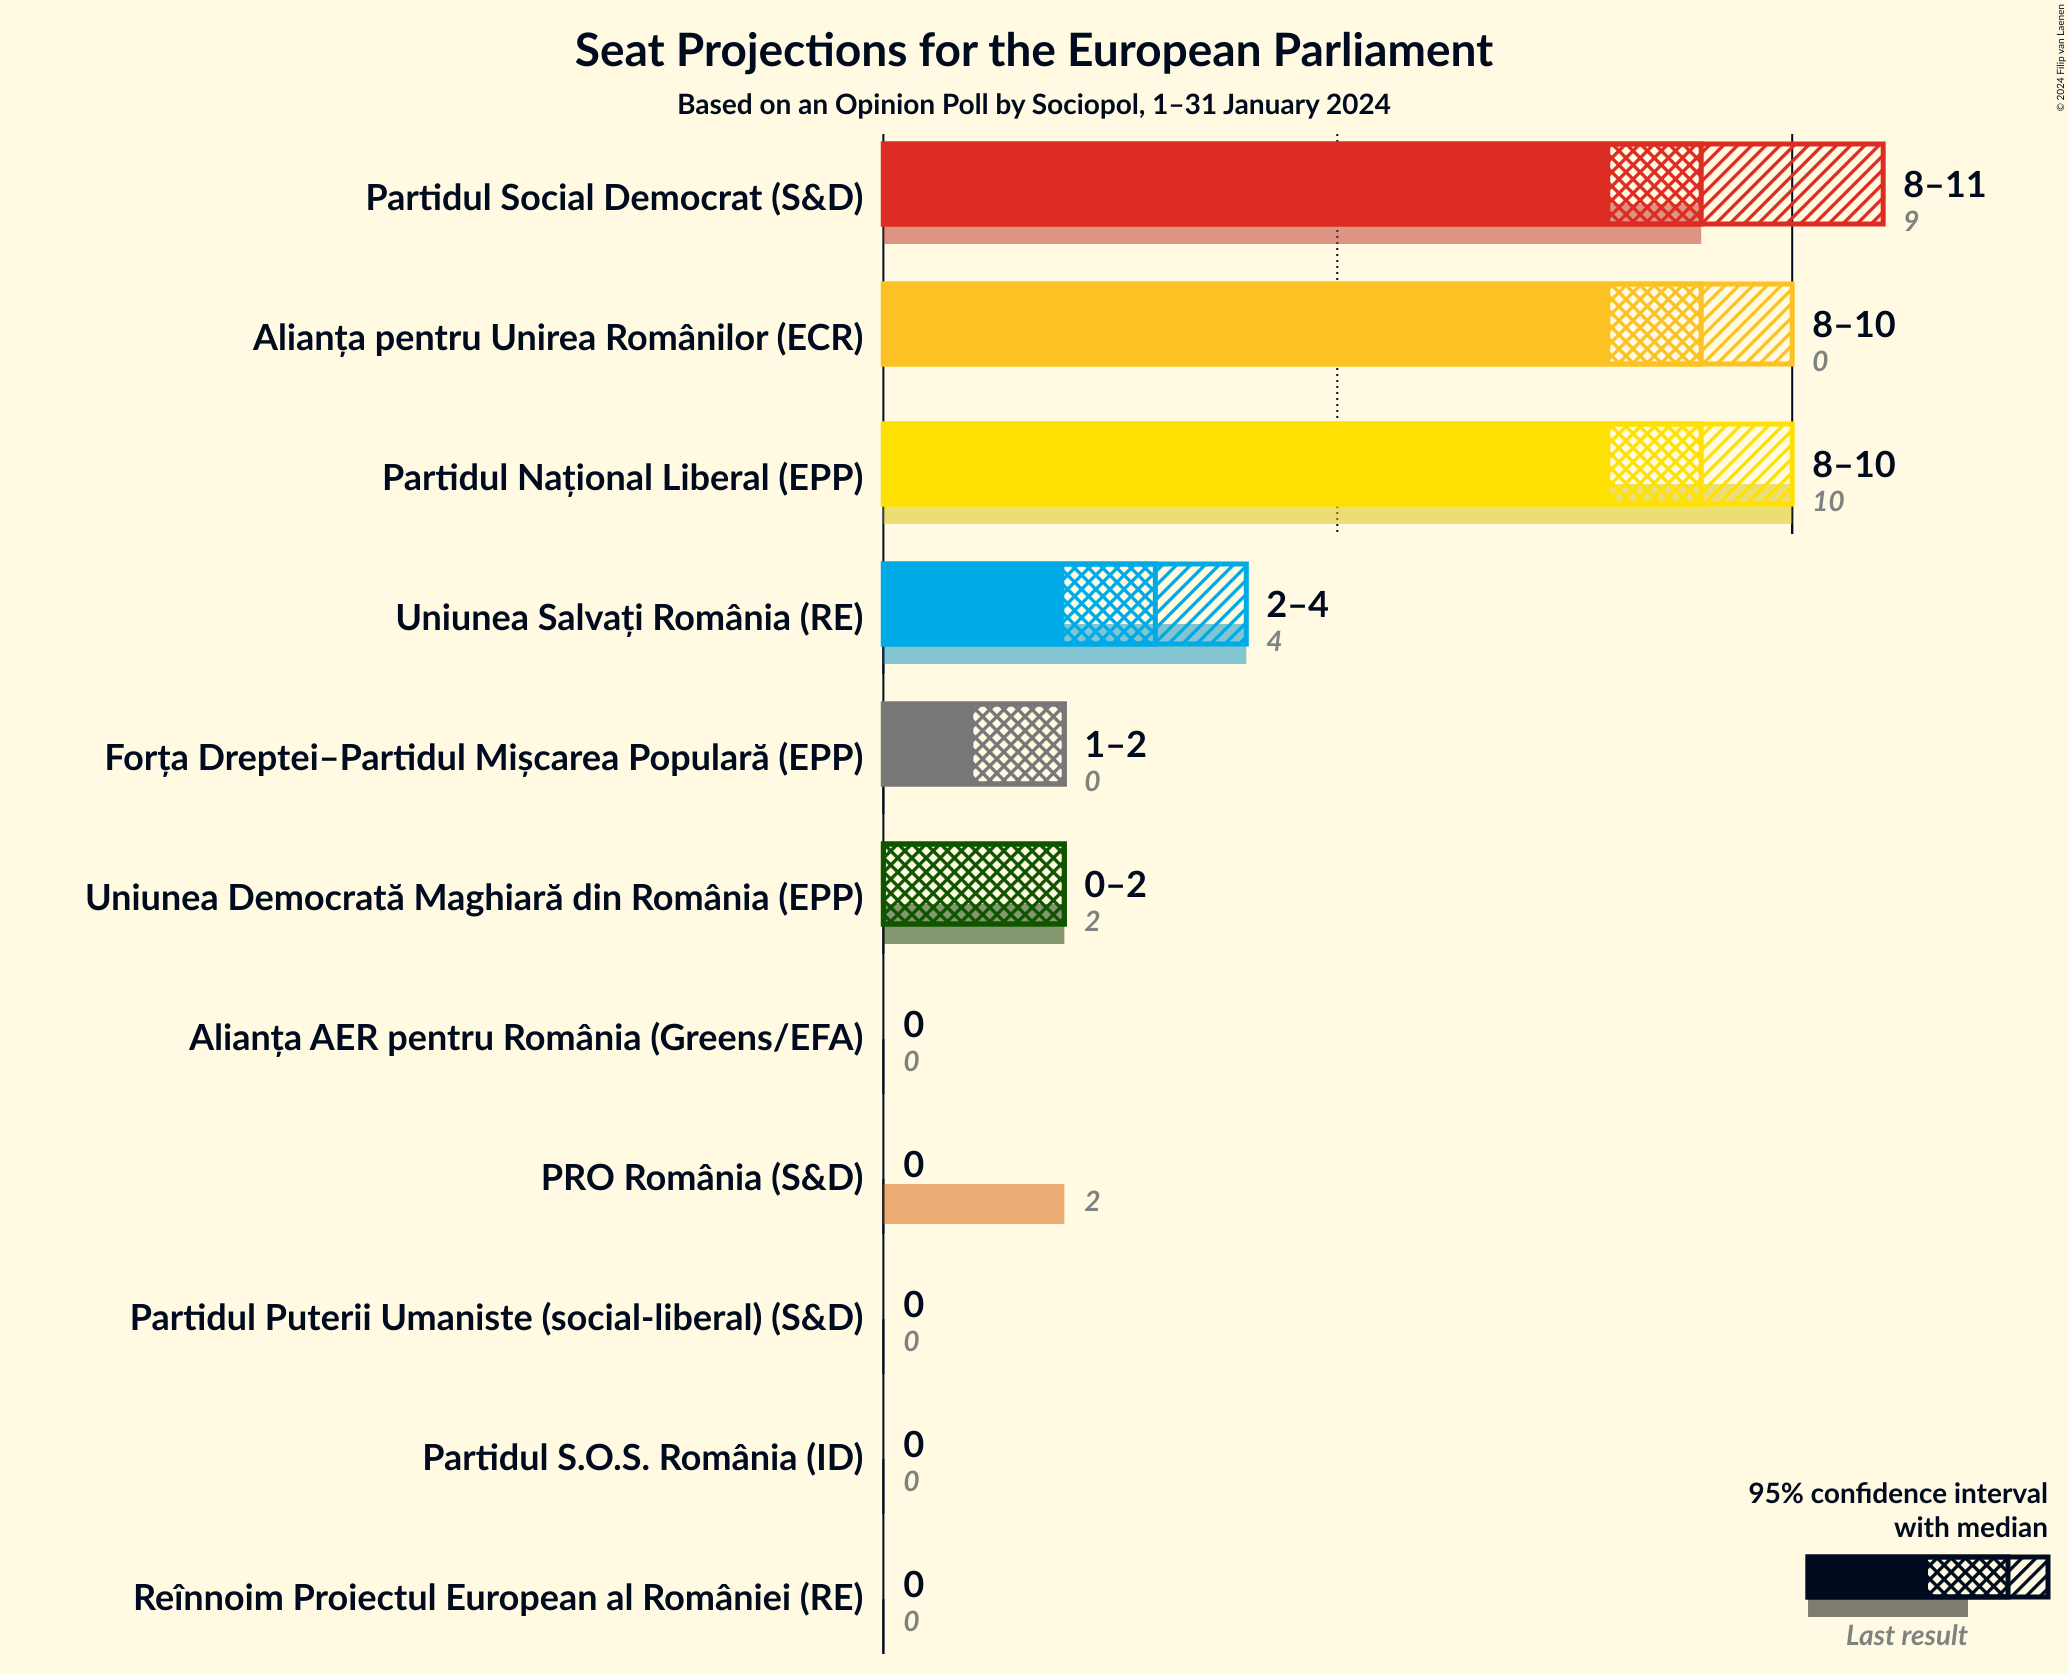 Seat Projections for the European Parliament
Based on an Opinion Poll by Sociopol, 1–31 January 2024
© 2024 Filip van Laenen
Partidul Social Democrat (S&D)
8–11
9
Alianța pentru Unirea Românilor (ECR)
8–10
0
Partidul Național Liberal (EPP)
8–10
10
Uniunea Salvați România (RE)
2–4
4
Forța Dreptei–Partidul Mișcarea Populară (EPP)
1–2
0
Uniunea Democrată Maghiară din România (EPP)
0–2
2
Alianța AER pentru România (Greens/EFA)
0
0
PRO România (S&D)
0
2
Partidul Puterii Umaniste (social-liberal) (S&D)
0
0
Partidul S.O.S. România (ID)
0
0
Reînnoim Proiectul European al României (RE)
0
0
95% confidence interval
with median
Last result